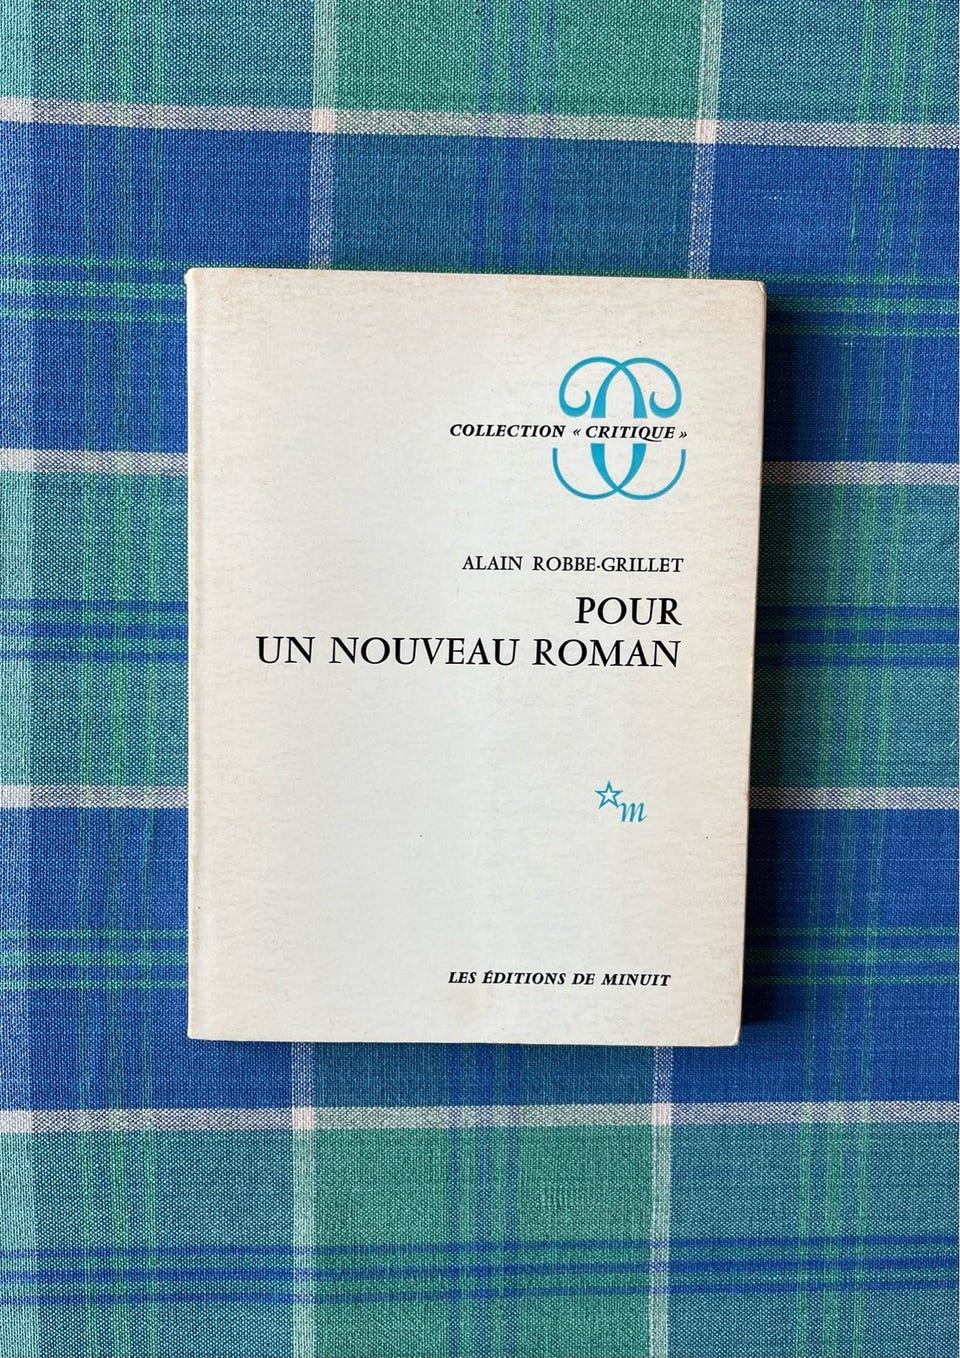 COLLECTION « CRITIQUE »
ALAIN ROBBE-GRILLET
POUR
UN NOUVEAU ROMAN
m
LES ÉDITIONS DE MINUIT